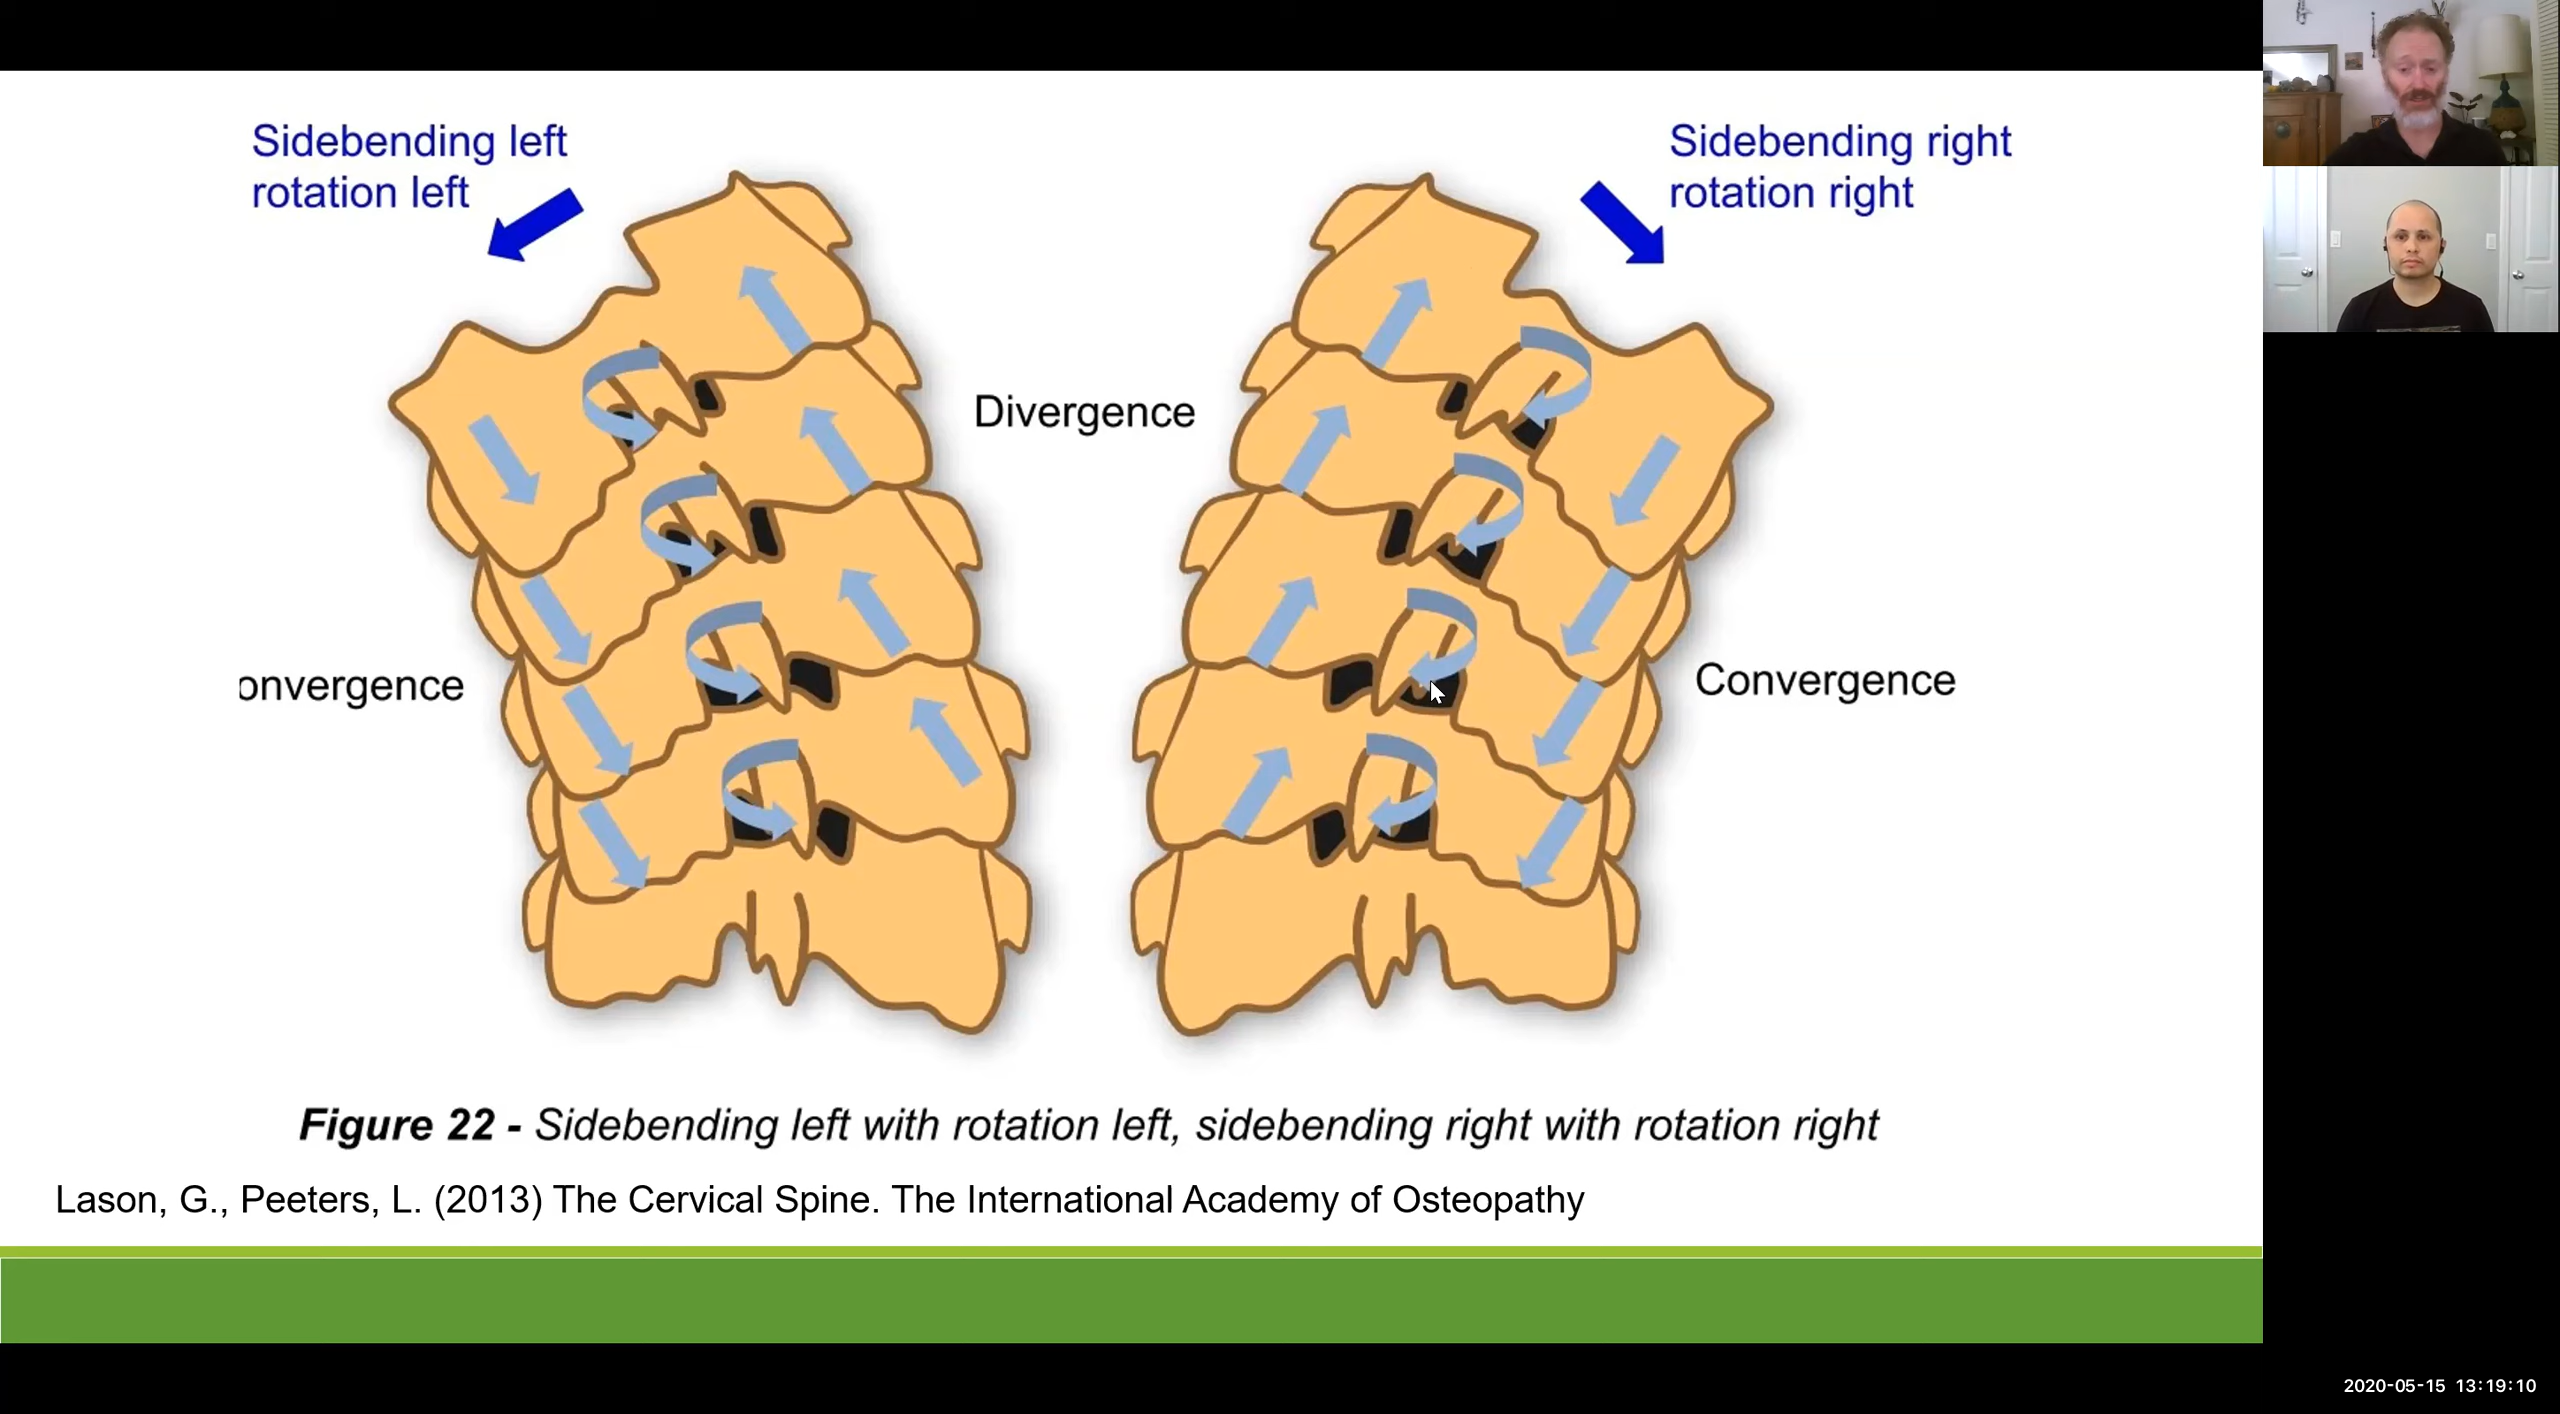 Sidebending left
rotation left
Sidebending right
rotation right
Divergence
onvergence
Convergence
Figure 22 - Sidebending left with rotation left, sidebending right with rotation right
Lason, G., Peeters, L. (2013) The Cervical Spine. The International Academy of Osteopathy
2020-05-15 13:19:10